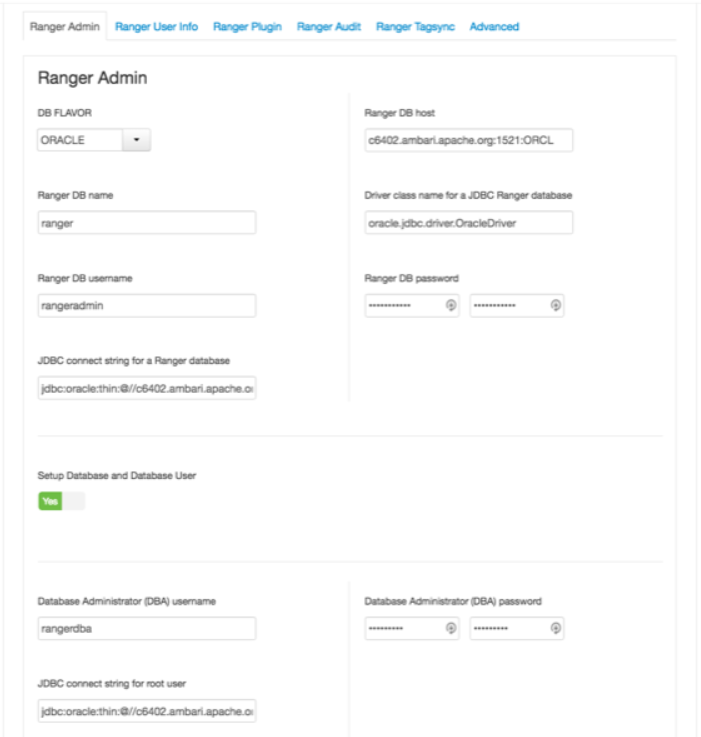 Ranger Admin Ranger User Info Ranger Plugin Ranger Audit Ranger Tagsync Advanced
Ranger Admin
DB FLAVOR Ranger DB host
ORACLE c6402.ambari.apache.org:1521:ORCL
Ranger DB name Driver class name for a JDBC Ranger database
ranger oracle.jdbc.driver.OracleDriver
Ranger DB username Ranger DB password
rangeradmin ••••••••••• •••••••••••
JDBC connect string for a Ranger database
jdbc:oracle:thin:@//c6402.ambari.apache.o
Setup Database and Database User
Yes
Database Administrator (DBA) username Database Administrator (DBA) password
rangerdba ••••••••• •••••••••
JDBC connect string for root user
jdbc:oracle:thin:@//c6402.ambari.apache.o